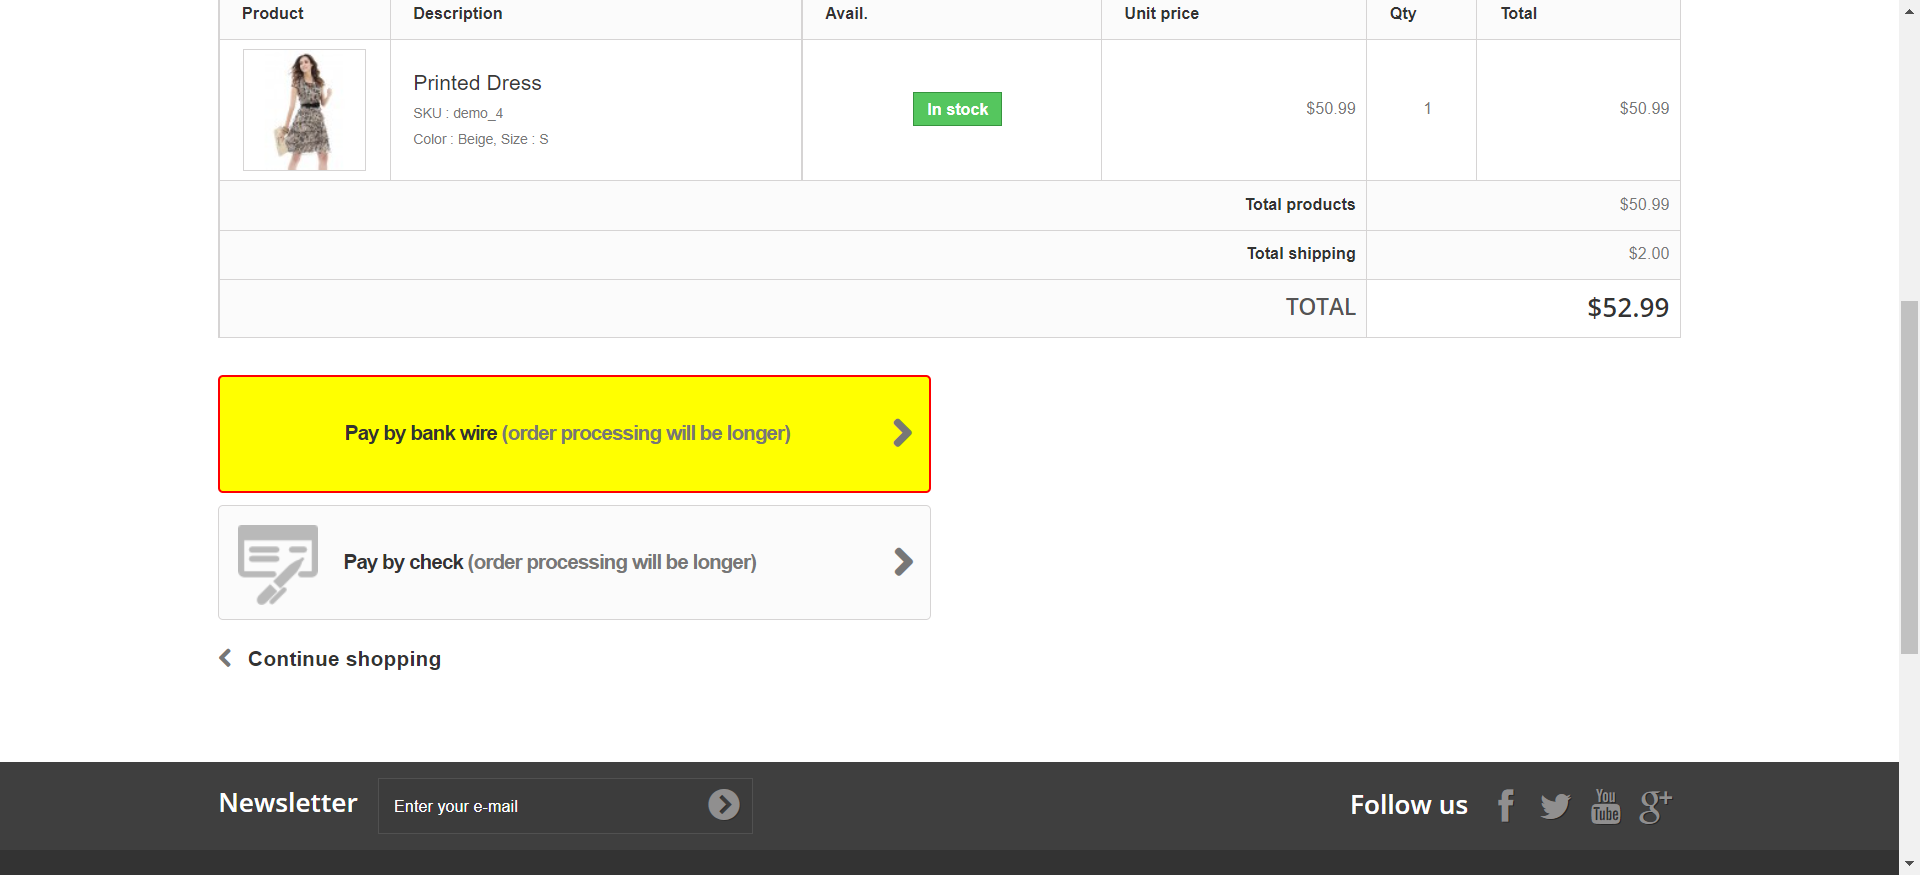 Product Description Avail. Unit price Qty Total
Printed Dress
SKU : demo_4
Color : Beige, Size : S
In stock
$50.99
1
$50.99
Total products $50.99
Total shipping $2.00
TOTAL $52.99
Pay by bank wire (order processing will be longer)
Pay by check (order processing will be longer)
Continue shopping
Newsletter
Enter your e-mail
Follow us
f
You
Tube
g+